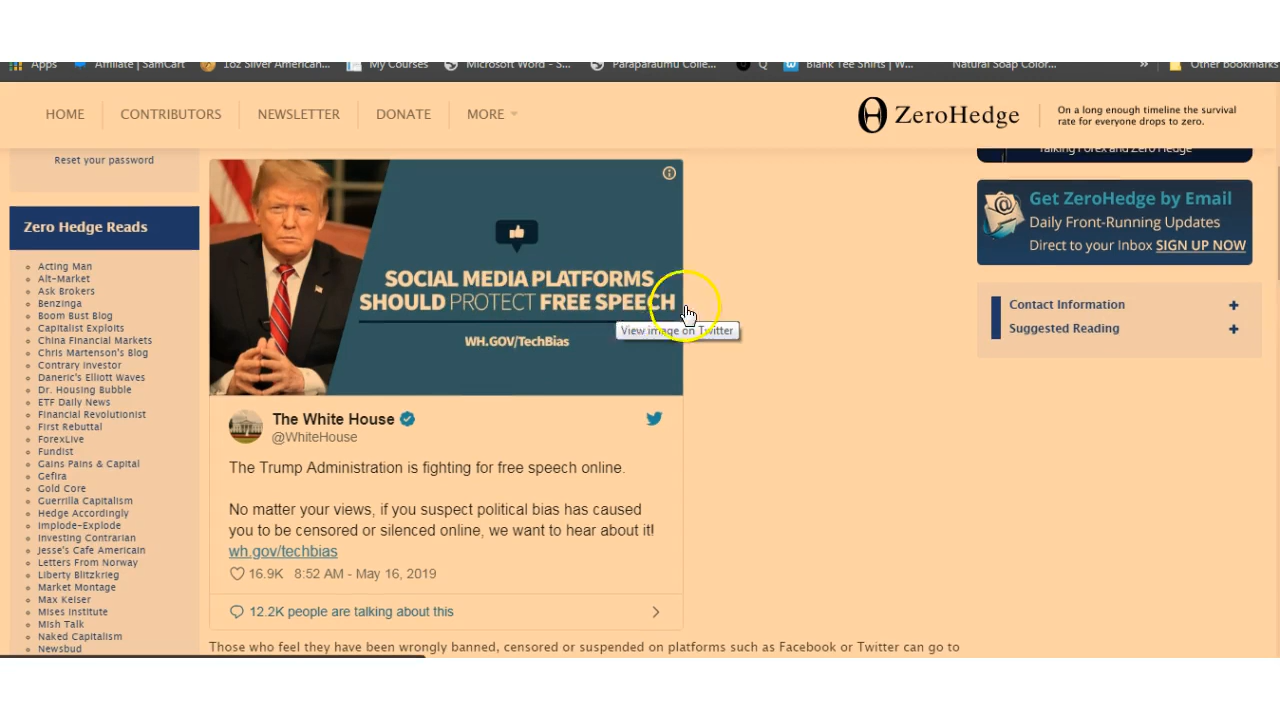 Apps
Affiliate | SamCart
1oz Silver American...
My Courses
Microsoft Word - S...
Paraparaumu Colle...
Q
Blank Tee Shirts | W...
Natural Soap Color...
»
Other bookmarks
HOME
CONTRIBUTORS
NEWSLETTER
DONATE
MORE
ZeroHedge
On a long enough timeline the survival
rate for everyone drops to zero.
Reset your password
Zero Hedge Reads
Acting Man
Alt-Market
Ask Brokers
Benzinga
Boom Bust Blog
Capitalist Exploits
China Financial Markets
Chris Martenson's Blog
Contrary Investor
Daneric's Elliott Waves
Dr. Housing Bubble
ETF Daily News
Financial Revolutionist
First Rebuttal
ForexLive
Fundist
Gains Pains & Capital
Gefira
Gold Core
Guerrilla Capitalism
Hedge Accordingly
Implode-Explode
Investing Contrarian
Jesse's Cafe Americain
Letters From Norway
Liberty Blitzkrieg
Market Montage
Max Keiser
Mises Institute
Mish Talk
Naked Capitalism
Newsbud
SOCIAL MEDIA PLATFORMS
SHOULD PROTECT FREE SPEECH
WH.GOV/TechBias
View image on Twitter
The White House
@WhiteHouse
The Trump Administration is fighting for free speech online.
No matter your views, if you suspect political bias has caused
you to be censored or silenced online, we want to hear about it!
wh.gov/techbias
16.9K 8:52 AM - May 16, 2019
12.2K people are talking about this
Those who feel they have been wrongly banned, censored or suspended on platforms such as Facebook or Twitter can go to
Talking Forex and Zero Hedge
Get ZeroHedge by Email
Daily Front-Running Updates
Direct to your Inbox SIGN UP NOW
Contact Information +
Suggested Reading +